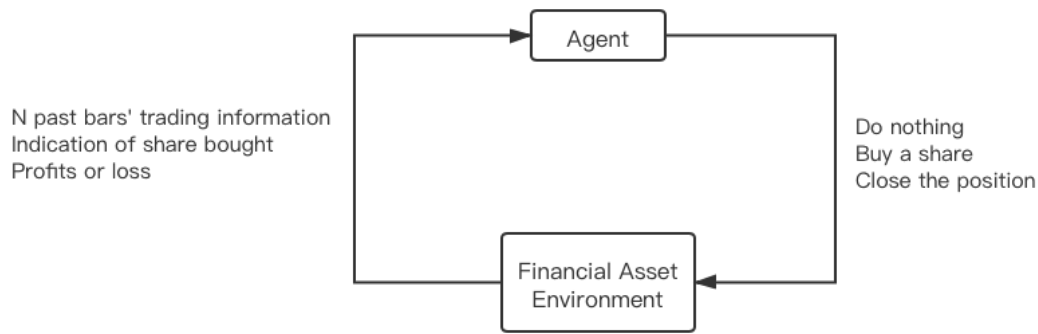 Agent
N past bars' trading information
Indication of share bought
Profits or loss
Do nothing
Buy a share
Close the position
Financial Asset
Environment